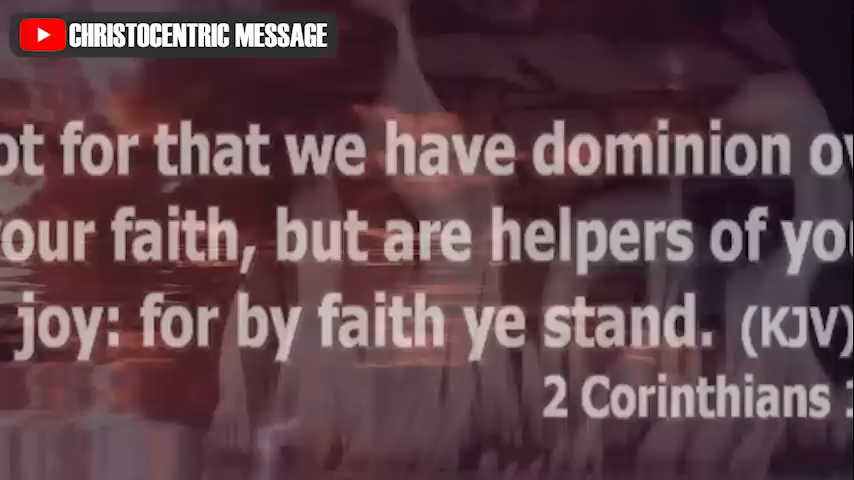 CHRISTOCENTRIC MESSAGE
ot for that we have dominion ov
our faith, but are helpers of you
joy: for by faith ye stand. (KJV)
2 Corinthians 1